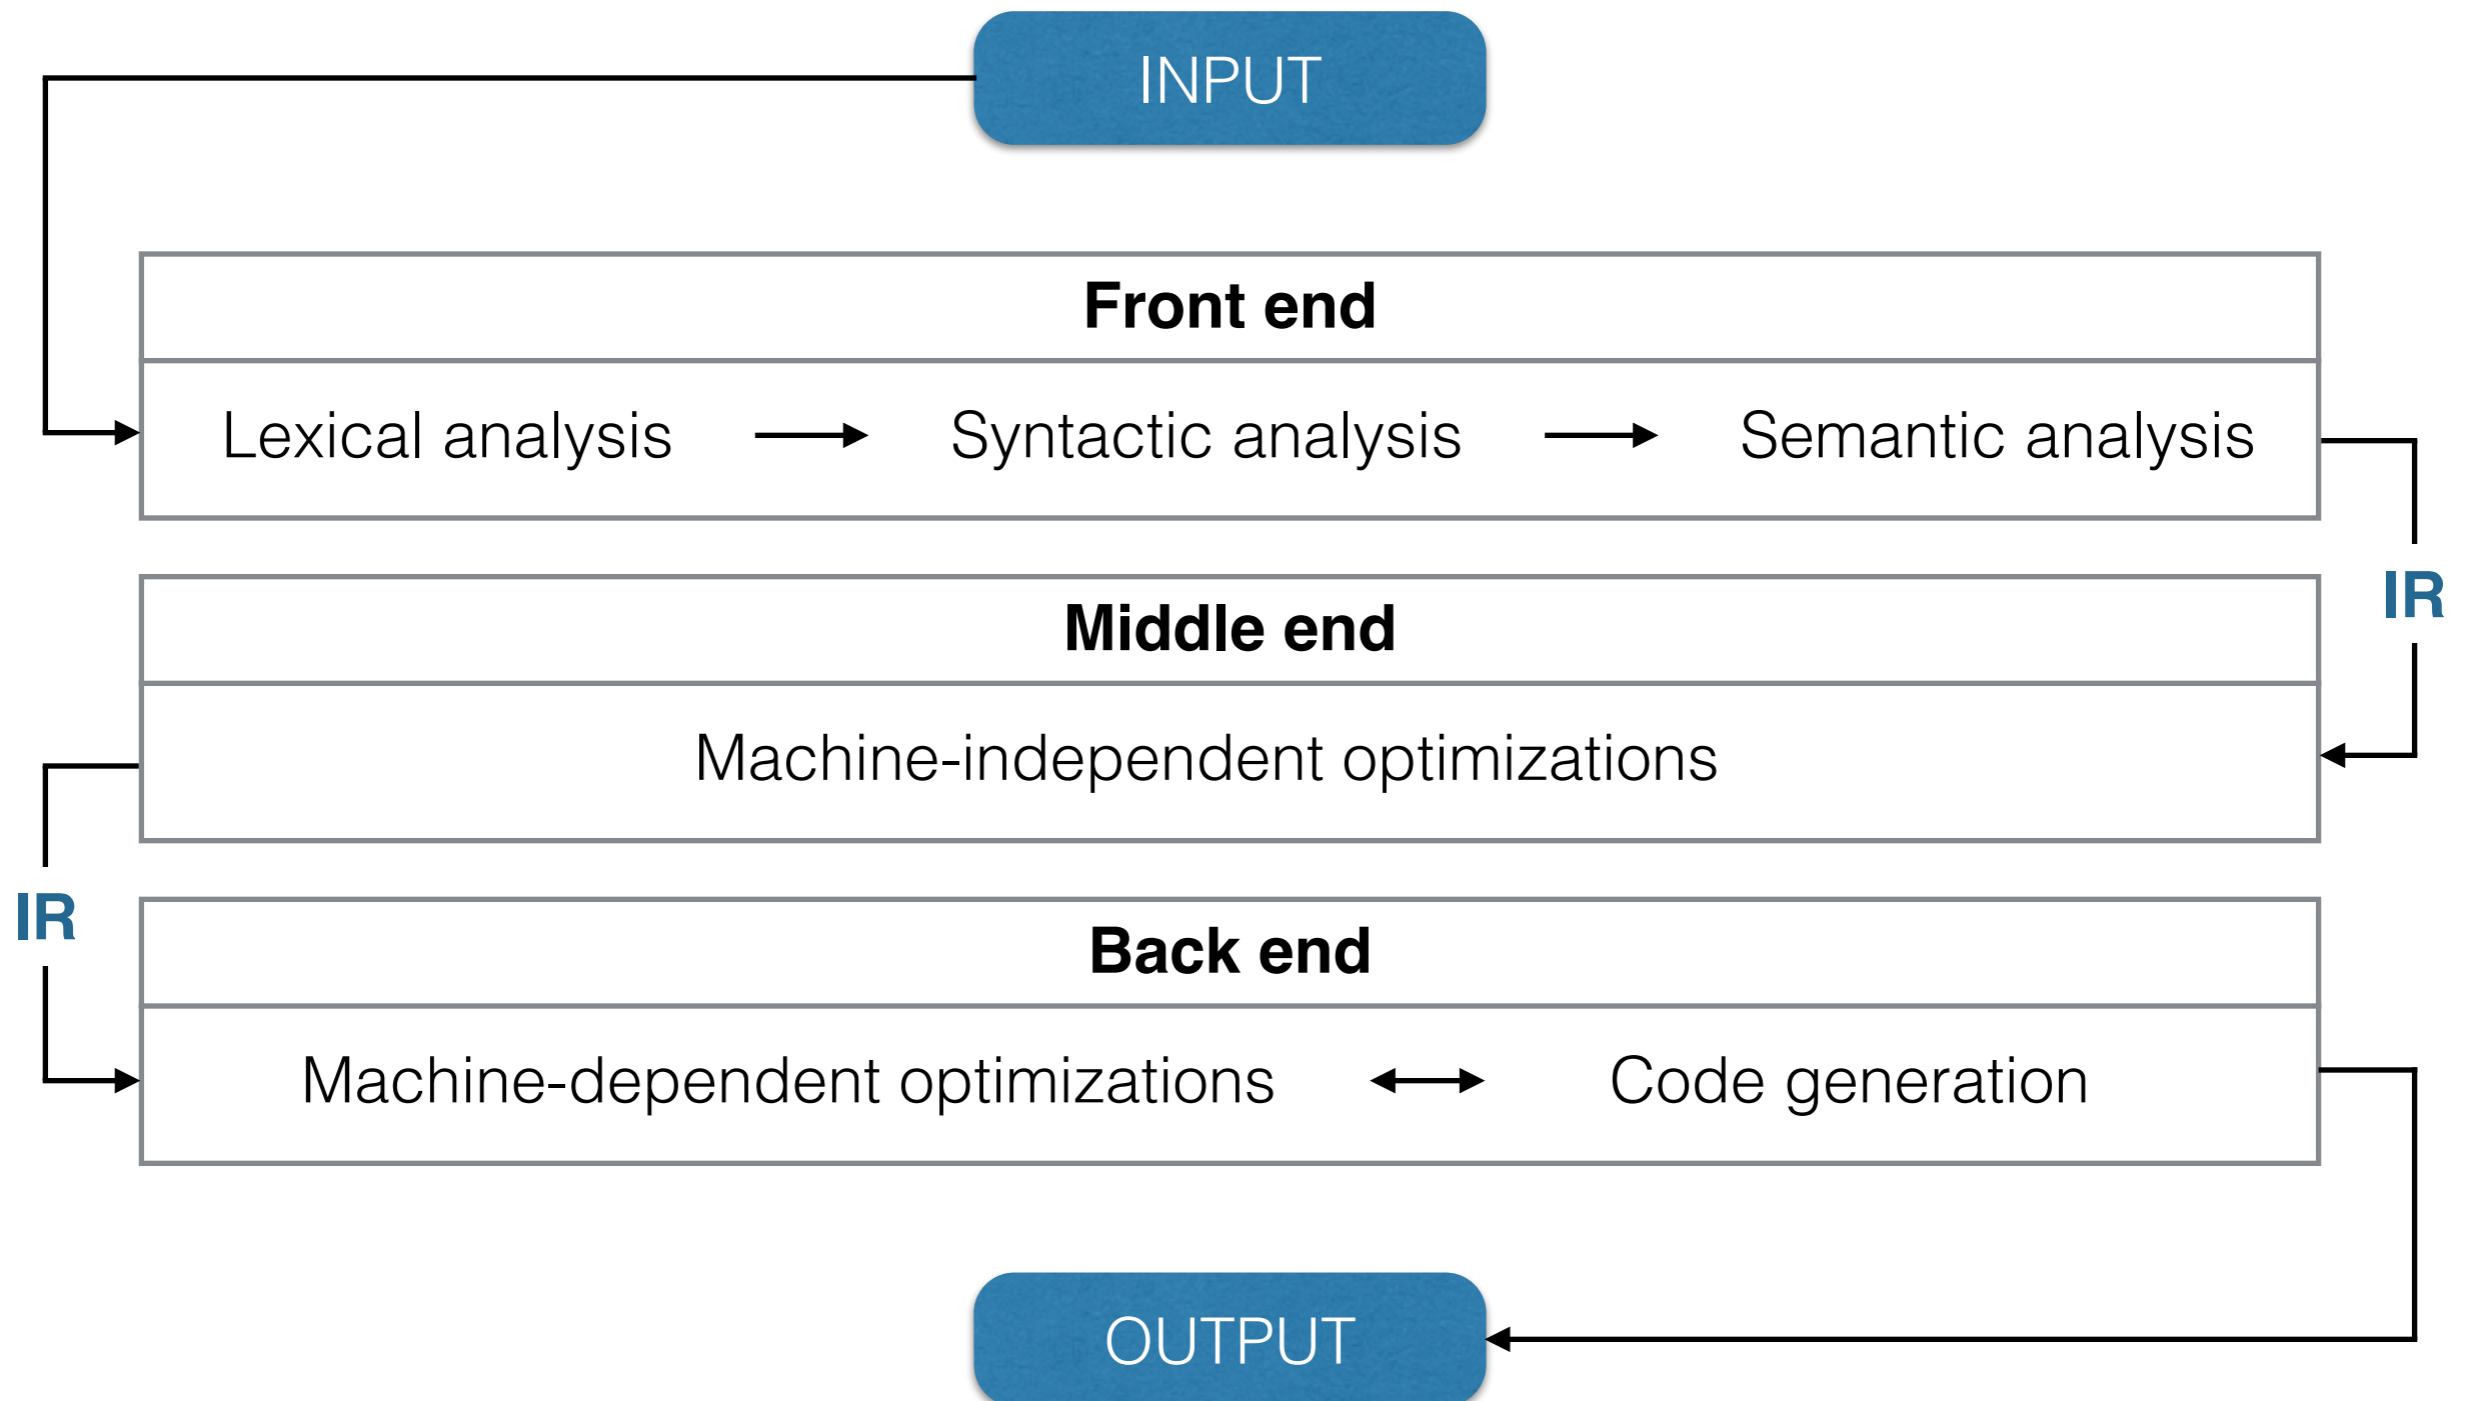 INPUT
Front end
Lexical analysis Syntactic analysis Semantic analysis
IR
Middle end
Machine-independent optimizations
IR
Back end
Machine-dependent optimizations Code generation
OUTPUT